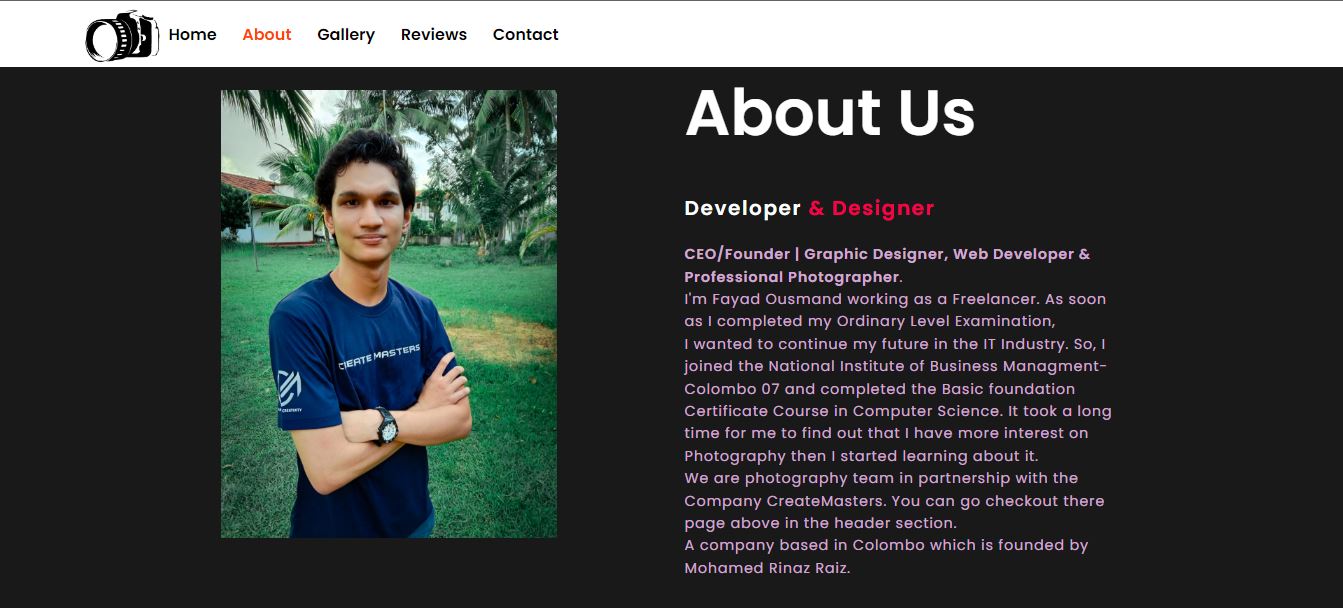 Home About Gallery Reviews Contact
About Us
Developer & Designer
CEO/Founder | Graphic Designer, Web Developer &
Professional Photographer.
I'm Fayad Ousmand working as a Freelancer. As soon
as I completed my Ordinary Level Examination,
I wanted to continue my future in the IT Industry. So, I
joined the National Institute of Business Managment-
Colombo 07 and completed the Basic foundation
Certificate Course in Computer Science. It took a long
time for me to find out that I have more interest on
Photography then I started learning about it.
We are photography team in partnership with the
Company CreateMasters. You can go checkout there
page above in the header section.
A company based in Colombo which is founded by
Mohamed Rinaz Raiz.
CREATE MASTERS